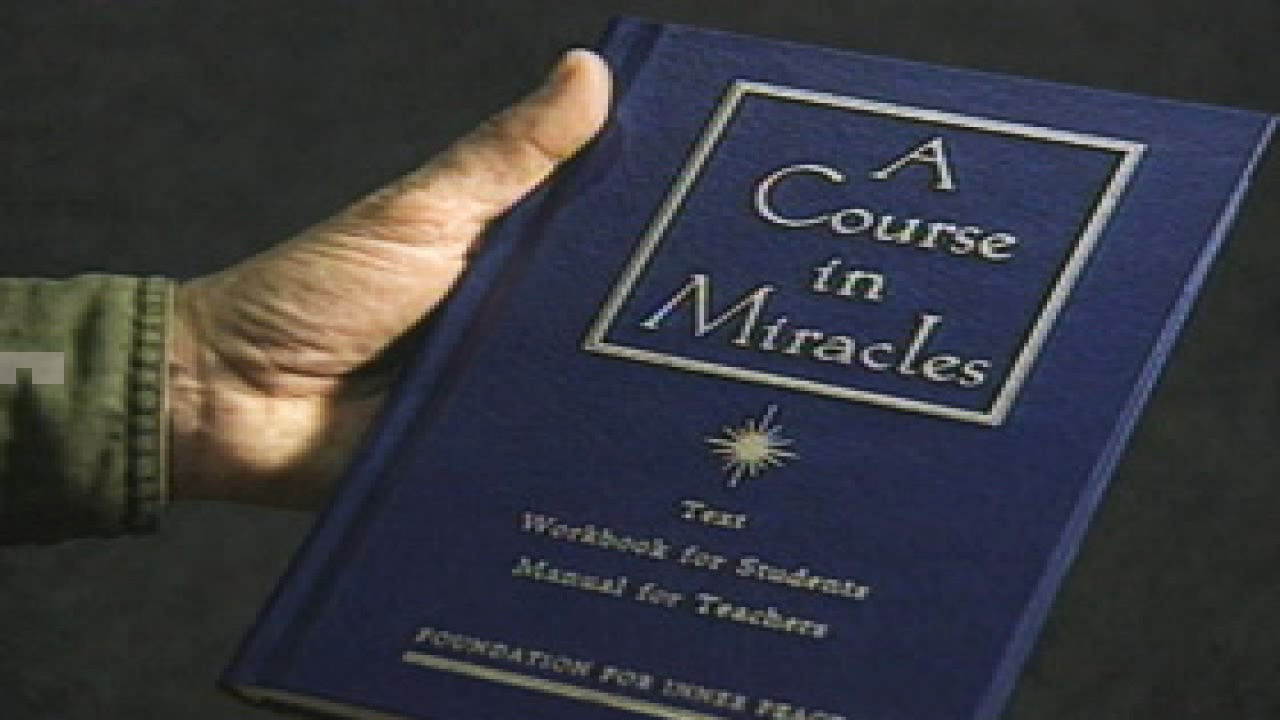 A
Course
in
Miracles
Text
Workbook for Students
Manual for Teachers
FOUNDATION FOR INNER PEACE